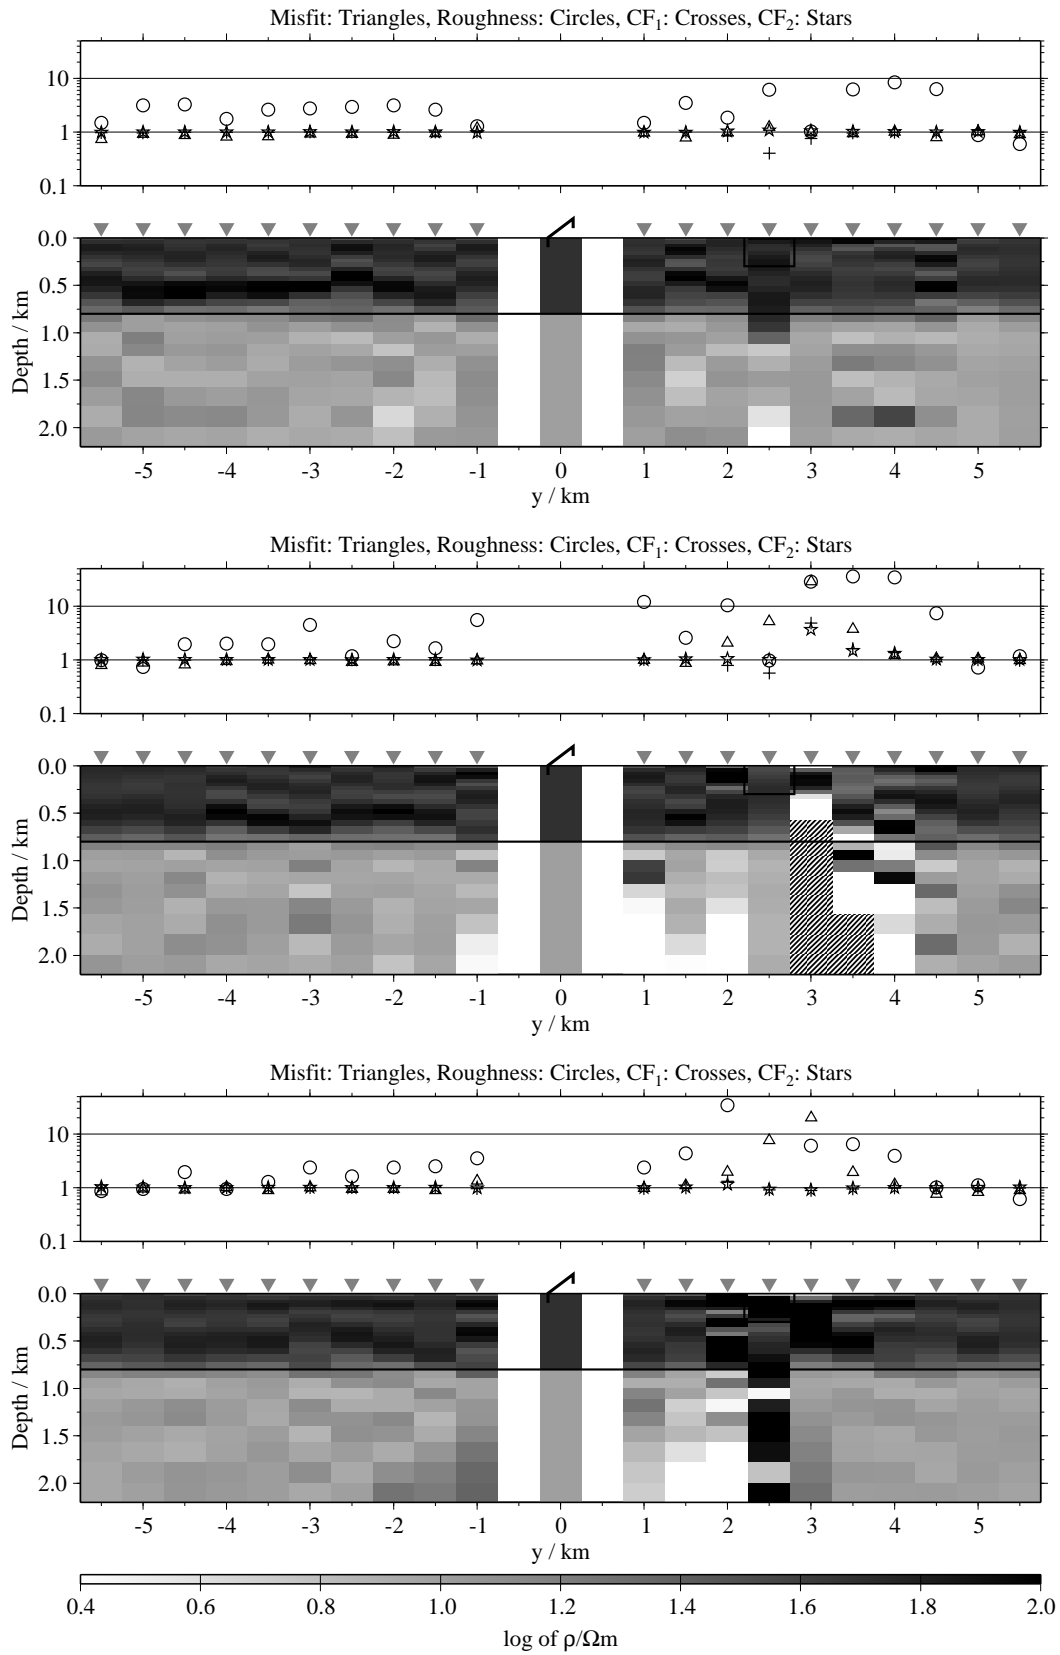 Misfit: Triangles, Roughness: Circles, CF₁: Crosses, CF₂: Stars
10
1
0.1
0.0
0.5
1.0
1.5
2.0
Depth / km
-5 -4 -3 -2 -1 0 1 2 3 4 5
y / km
Misfit: Triangles, Roughness: Circles, CF₁: Crosses, CF₂: Stars
10
1
0.1
0.0
0.5
1.0
1.5
2.0
Depth / km
-5 -4 -3 -2 -1 0 1 2 3 4 5
y / km
Misfit: Triangles, Roughness: Circles, CF₁: Crosses, CF₂: Stars
10
1
0.1
0.0
0.5
1.0
1.5
2.0
Depth / km
-5 -4 -3 -2 -1 0 1 2 3 4 5
y / km
0.4 0.6 0.8 1.0 1.2 1.4 1.6 1.8 2.0
log of ρ/Ωm